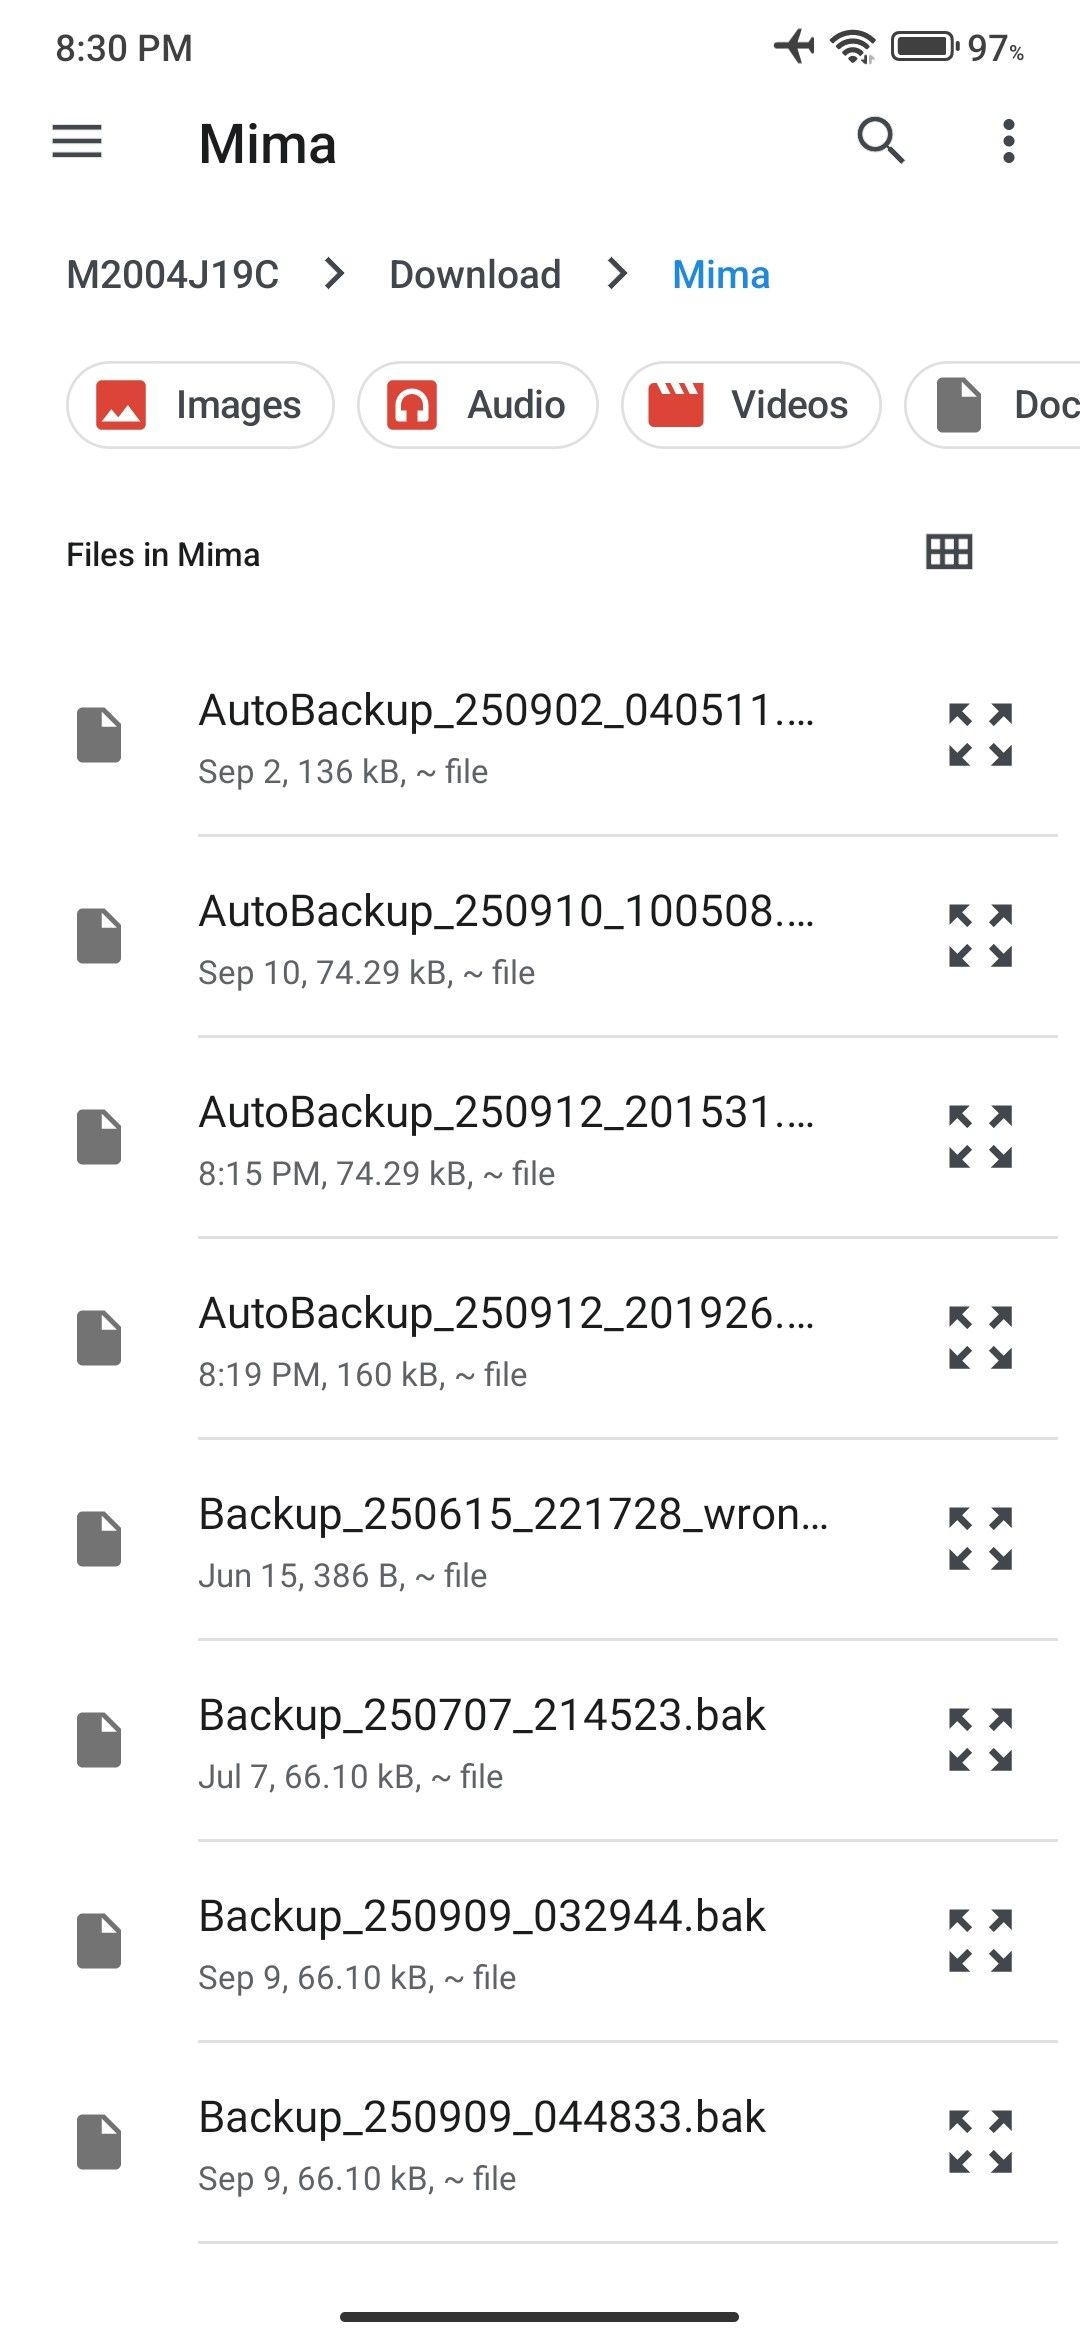 8:30 PM 97%
Mima
M2004J19C > Download > Mima
Images Audio Videos Doc
Files in Mima
AutoBackup_250902_040511.…
Sep 2, 136 kB, ~ file
AutoBackup_250910_100508.…
Sep 10, 74.29 kB, ~ file
AutoBackup_250912_201531.…
8:15 PM, 74.29 kB, ~ file
AutoBackup_250912_201926.…
8:19 PM, 160 kB, ~ file
Backup_250615_221728_wron…
Jun 15, 386 B, ~ file
Backup_250707_214523.bak
Jul 7, 66.10 kB, ~ file
Backup_250909_032944.bak
Sep 9, 66.10 kB, ~ file
Backup_250909_044833.bak
Sep 9, 66.10 kB, ~ file